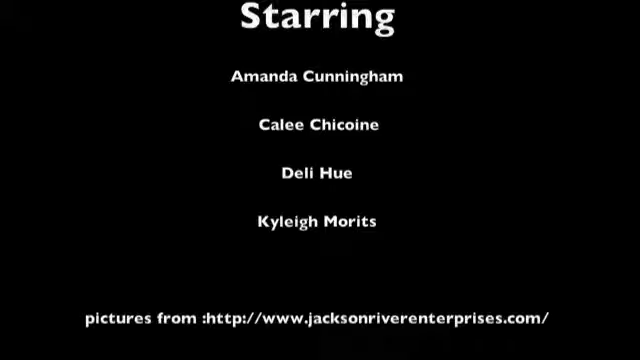 Starring
Amanda Cunningham
Calee Chicoine
Deli Hue
Kyleigh Morits
pictures from :http://www.jacksonriverenterprises.com/